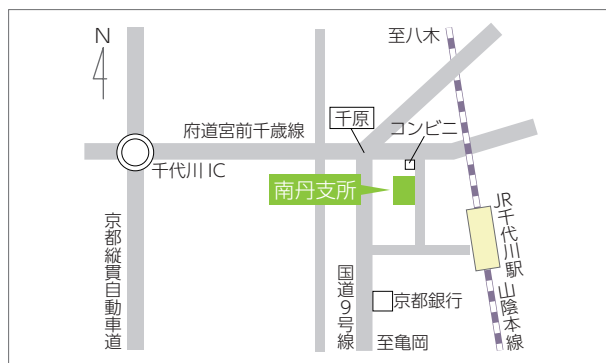 N
至八木
千原
コンビニ
府道宮前千歳線
千代川IC
南丹支所
京都縦貫自動車道
国道9号線
京都銀行
至亀岡
JR千代川駅
山陰本線